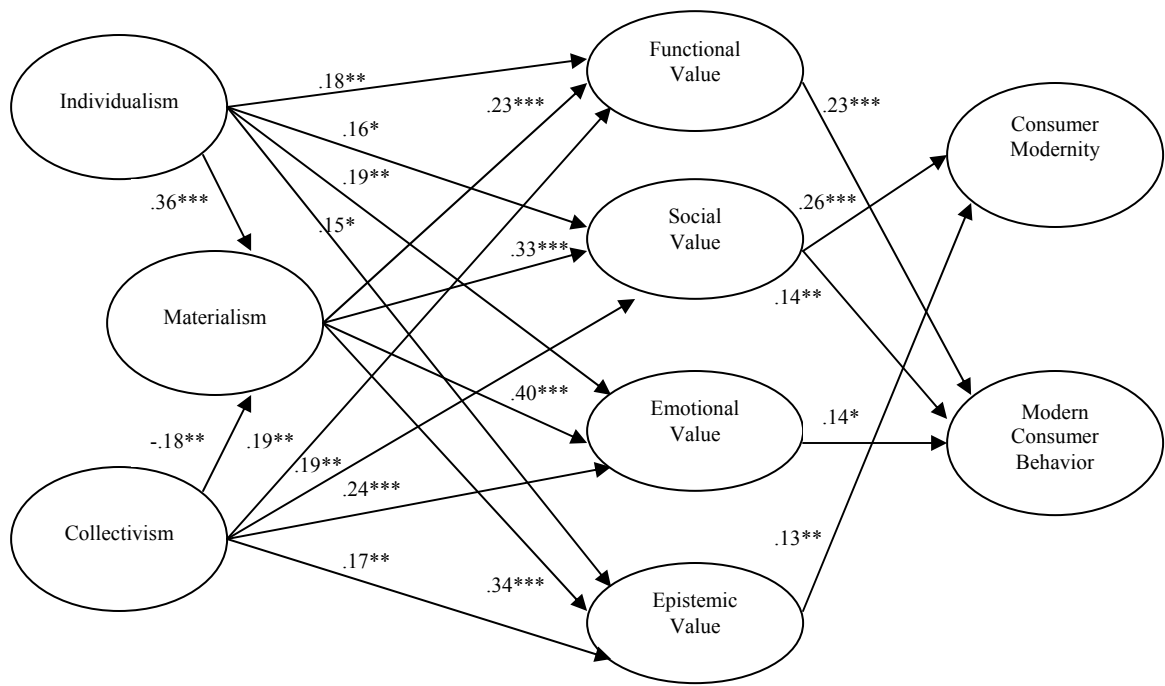 Functional
Value
Individualism
.18**
.23***
.23***
Consumer
Modernity
.16*
.19**
.36***
.15*
Social
Value
.26***
.33***
.14**
Materialism
.40***
Emotional
Value
.14*
Modern
Consumer
Behavior
-.18**
.19**
.19**
.24***
Collectivism
.17**
.13**
.34***
Epistemic
Value